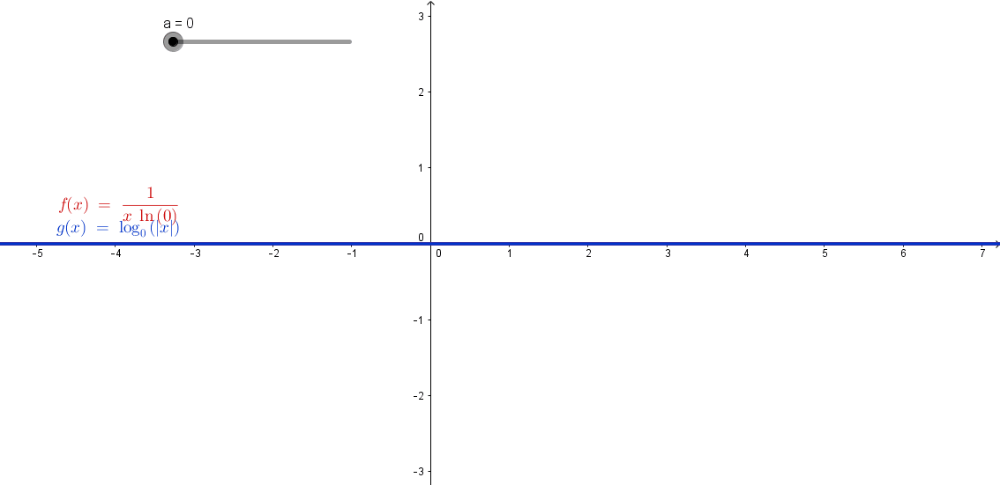 a = 0
3
2
1
f(x) = 1 / (x ln(0))
g(x) = log₀(|x|)
0
-5 -4 -3 -2 -1 0 1 2 3 4 5 6 7
-1
-2
-3